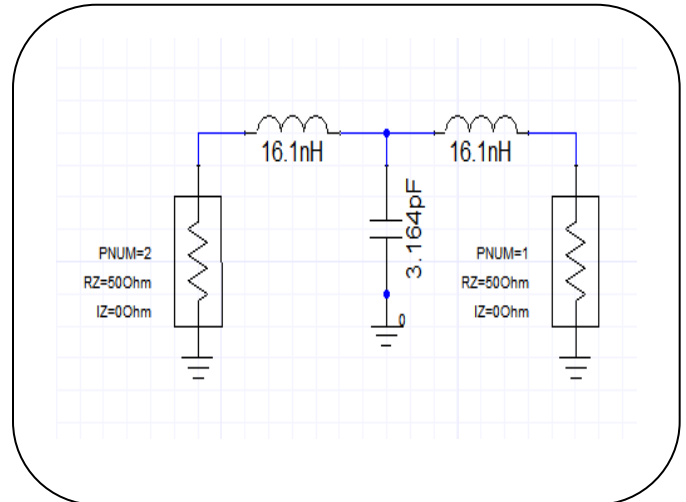 16.1nH
16.1nH
3.164pF
PNUM=2
RZ=50Ohm
IZ=0Ohm
PNUM=1
RZ=50Ohm
IZ=0Ohm
0